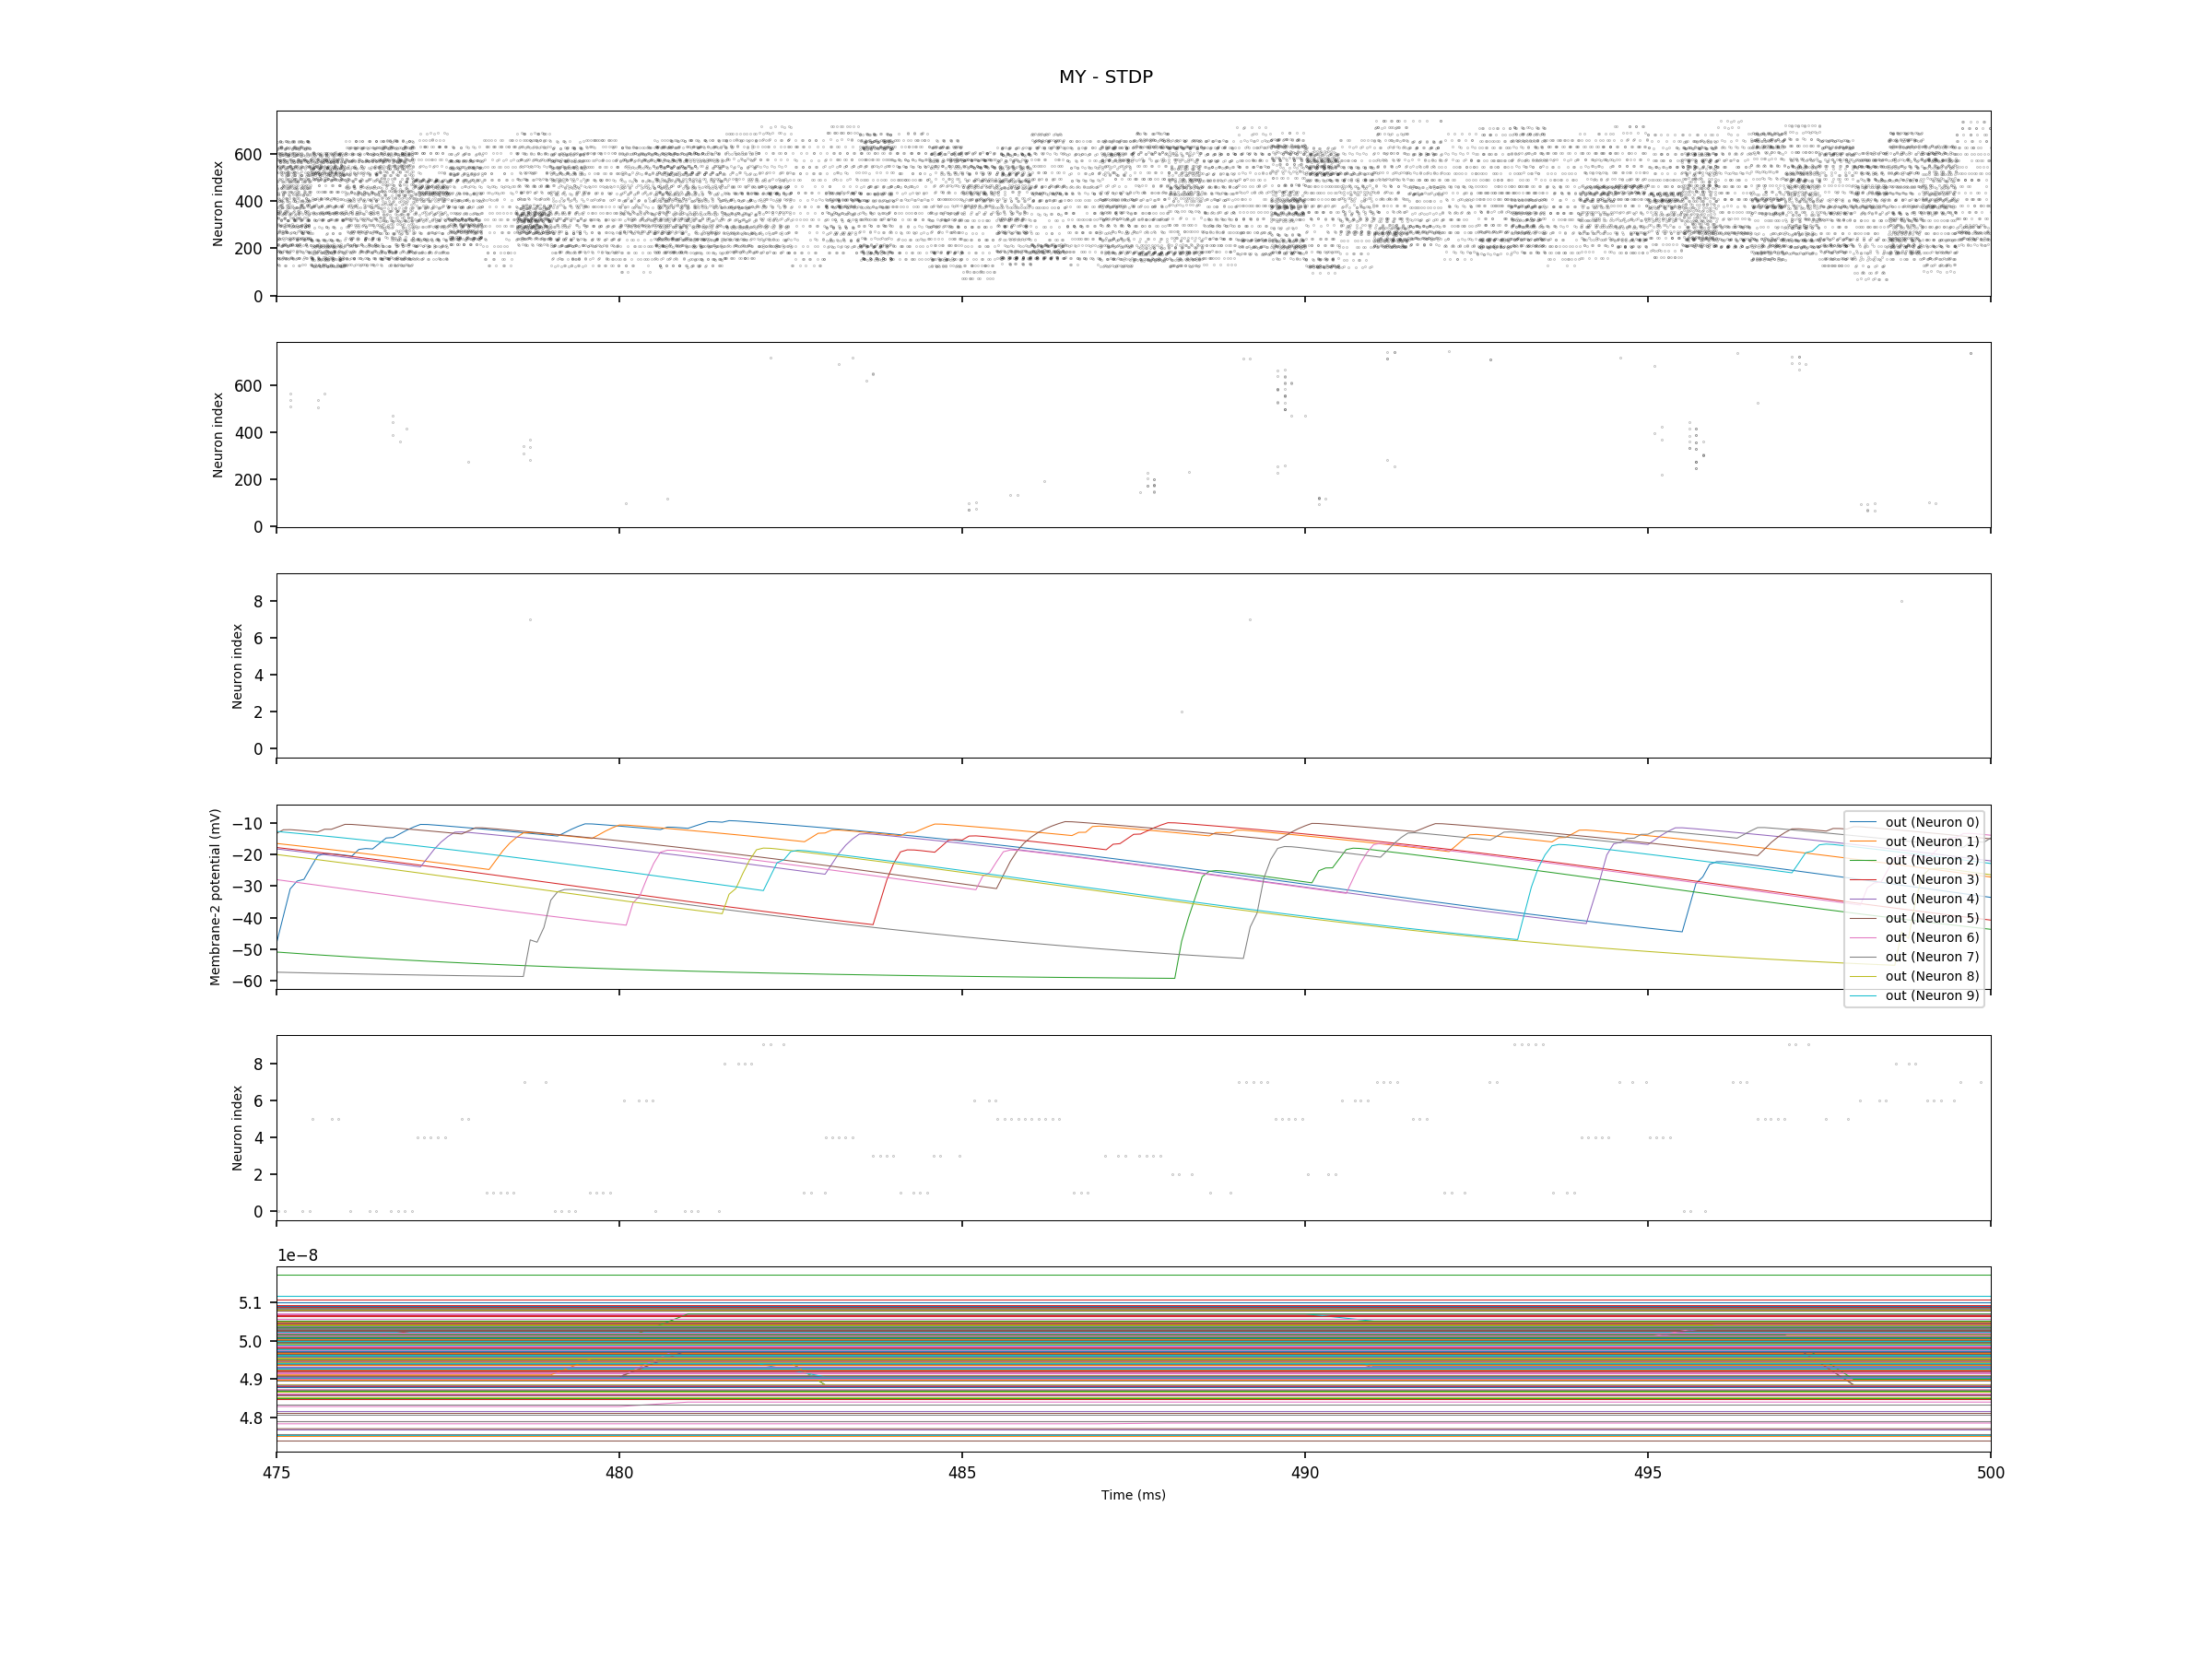 MY - STDP
Neuron index
600
400
200
0
Neuron index
600
400
200
0
Neuron index
8
6
4
2
0
Membrane-2 potential (mV)
−10
−20
−30
−40
−50
−60
out (Neuron 0)
out (Neuron 1)
out (Neuron 2)
out (Neuron 3)
out (Neuron 4)
out (Neuron 5)
out (Neuron 6)
out (Neuron 7)
out (Neuron 8)
out (Neuron 9)
Neuron index
8
6
4
2
0
1e−8
5.1
5.0
4.9
4.8
475 480 485 490 495 500
Time (ms)